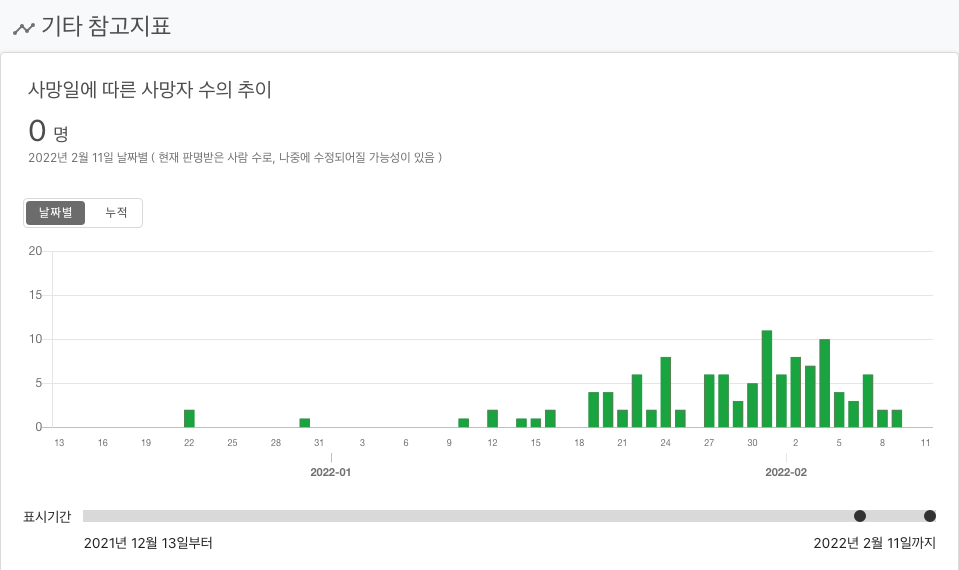 기타 참고지표
사망일에 따른 사망자 수의 추이
0 명
2022년 2월 11일 날짜별 ( 현재 판명받은 사람 수로, 나중에 수정되어질 가능성이 있음 )
날짜별 누적
20
15
10
5
0
13 16 19 22 25 28 31 3 6 9 12 15 18 21 24 27 30 2 5 8 11
2022-01 2022-02
표시기간
2021년 12월 13일부터 2022년 2월 11일까지